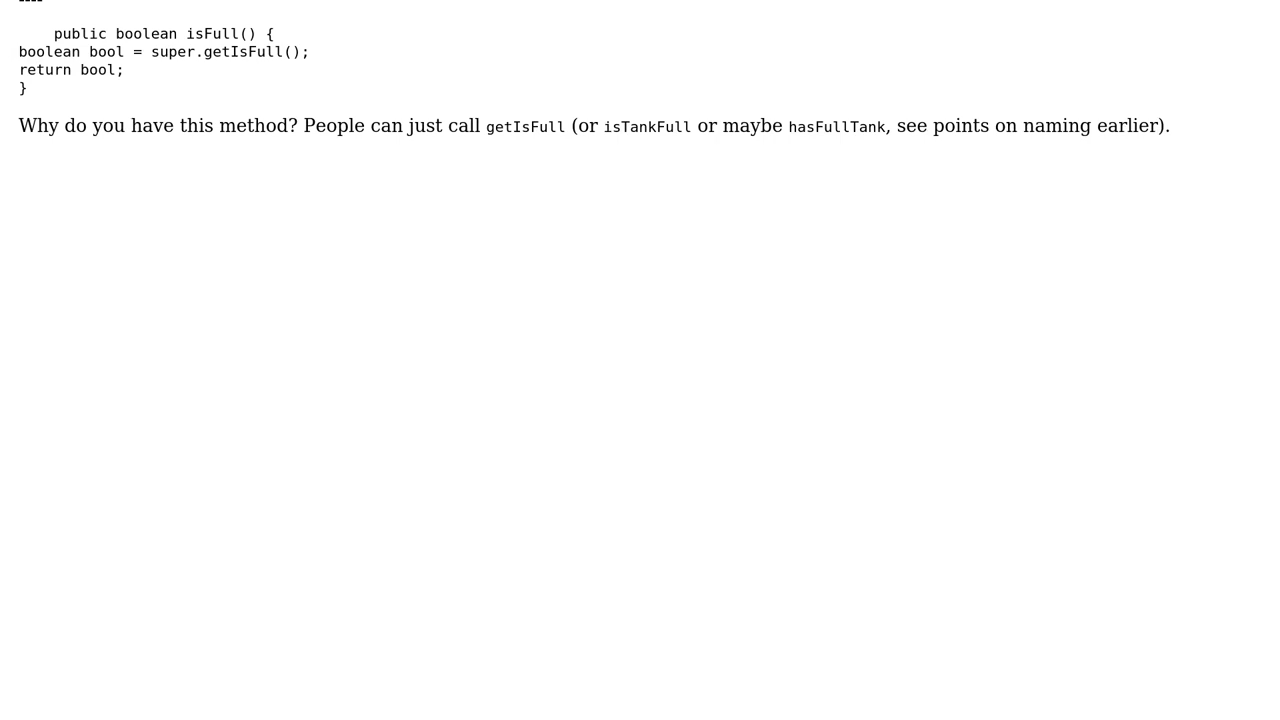 public boolean isFull() {
boolean bool = super.getIsFull();
return bool;
}
Why do you have this method? People can just call getIsFull (or isTankFull or maybe hasFullTank, see points on naming earlier).